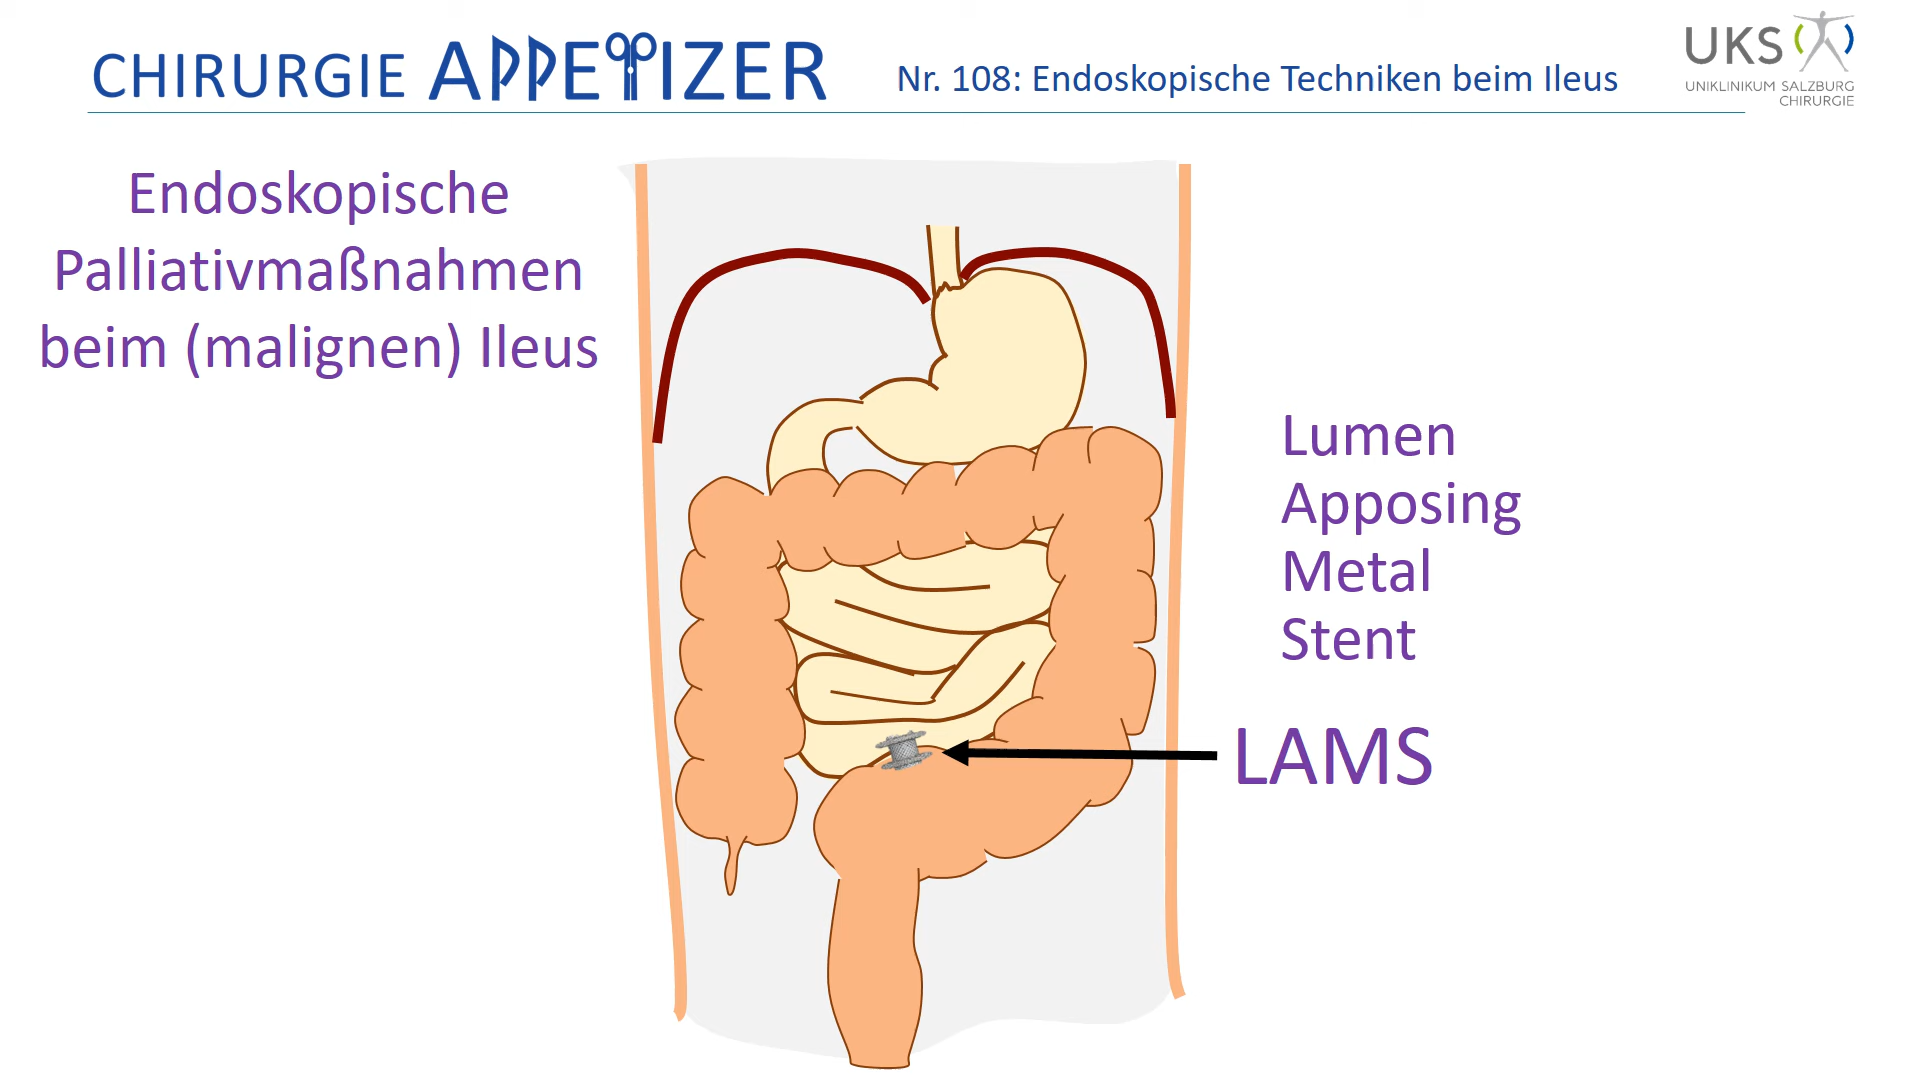 CHIRURGIE APPETIZER
Nr. 108: Endoskopische Techniken beim Ileus
UKS
UNIKLINIKUM SALZBURG
CHIRURGIE
Endoskopische
Palliativmaßnahmen
beim (malignen) Ileus
Lumen
Apposing
Metal
Stent
LAMS